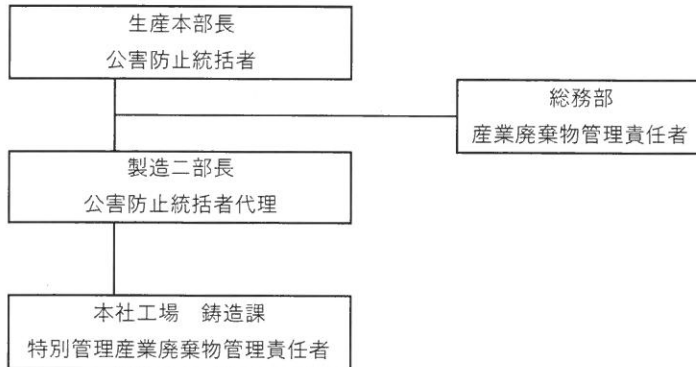 生産本部長
公害防止統括者
総務部
産業廃棄物管理責任者
製造二部長
公害防止統括者代理
本社工場　鋳造課
特別管理産業廃棄物管理責任者